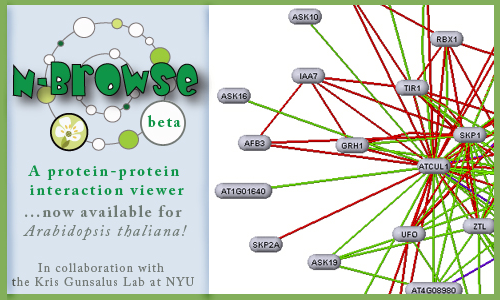 N-Browse
beta
A protein-protein
interaction viewer
...now available for
Arabidopsis thaliana!
In collaboration with
the Kris Gunsalus Lab at NYU
ASK10
RBX1
IAA7
TIR1
ASK16
SKP1
AFB3
GRH1
ATCUL1
AT1G01640
ZTL
UFO
SKP2A
ASK19
AT4G08980